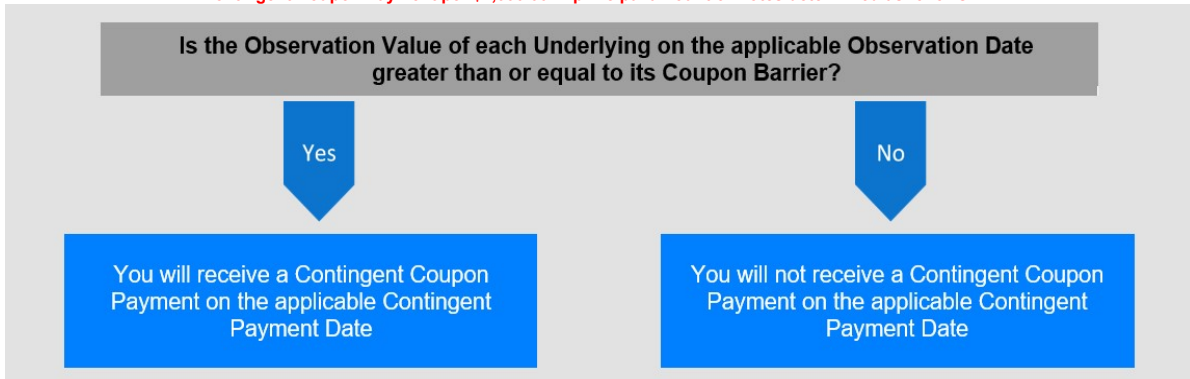 Is the Observation Value of each Underlying on the applicable Observation Date
greater than or equal to its Coupon Barrier?
Yes
No
You will receive a Contingent Coupon
Payment on the applicable Contingent
Payment Date
You will not receive a Contingent Coupon
Payment on the applicable Contingent
Payment Date